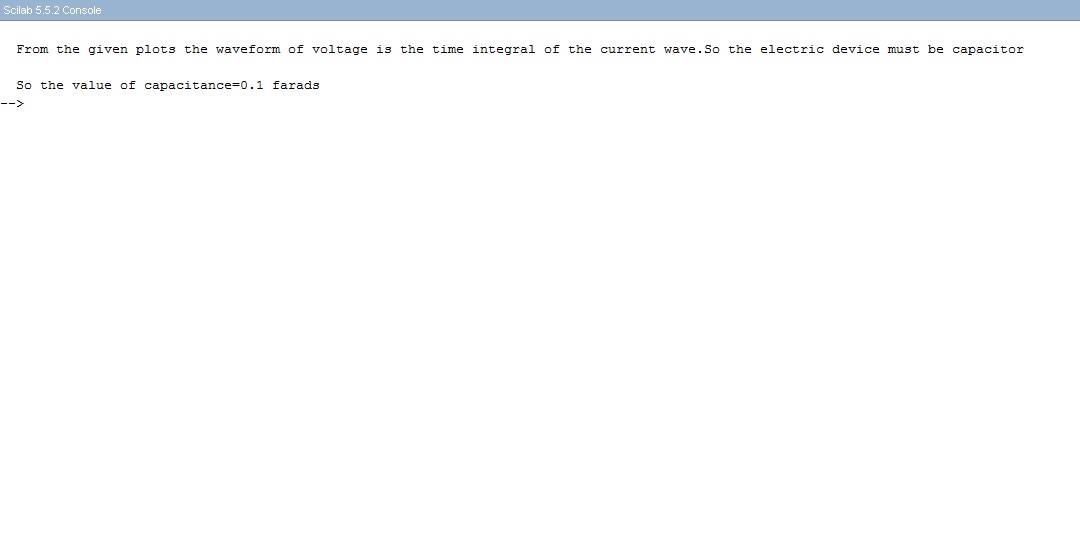 Scilab 5.5.2 Console
From the given plots the waveform of voltage is the time integral of the current wave.So the electric device must be capacitor
So the value of capacitance=0.1 farads
-->